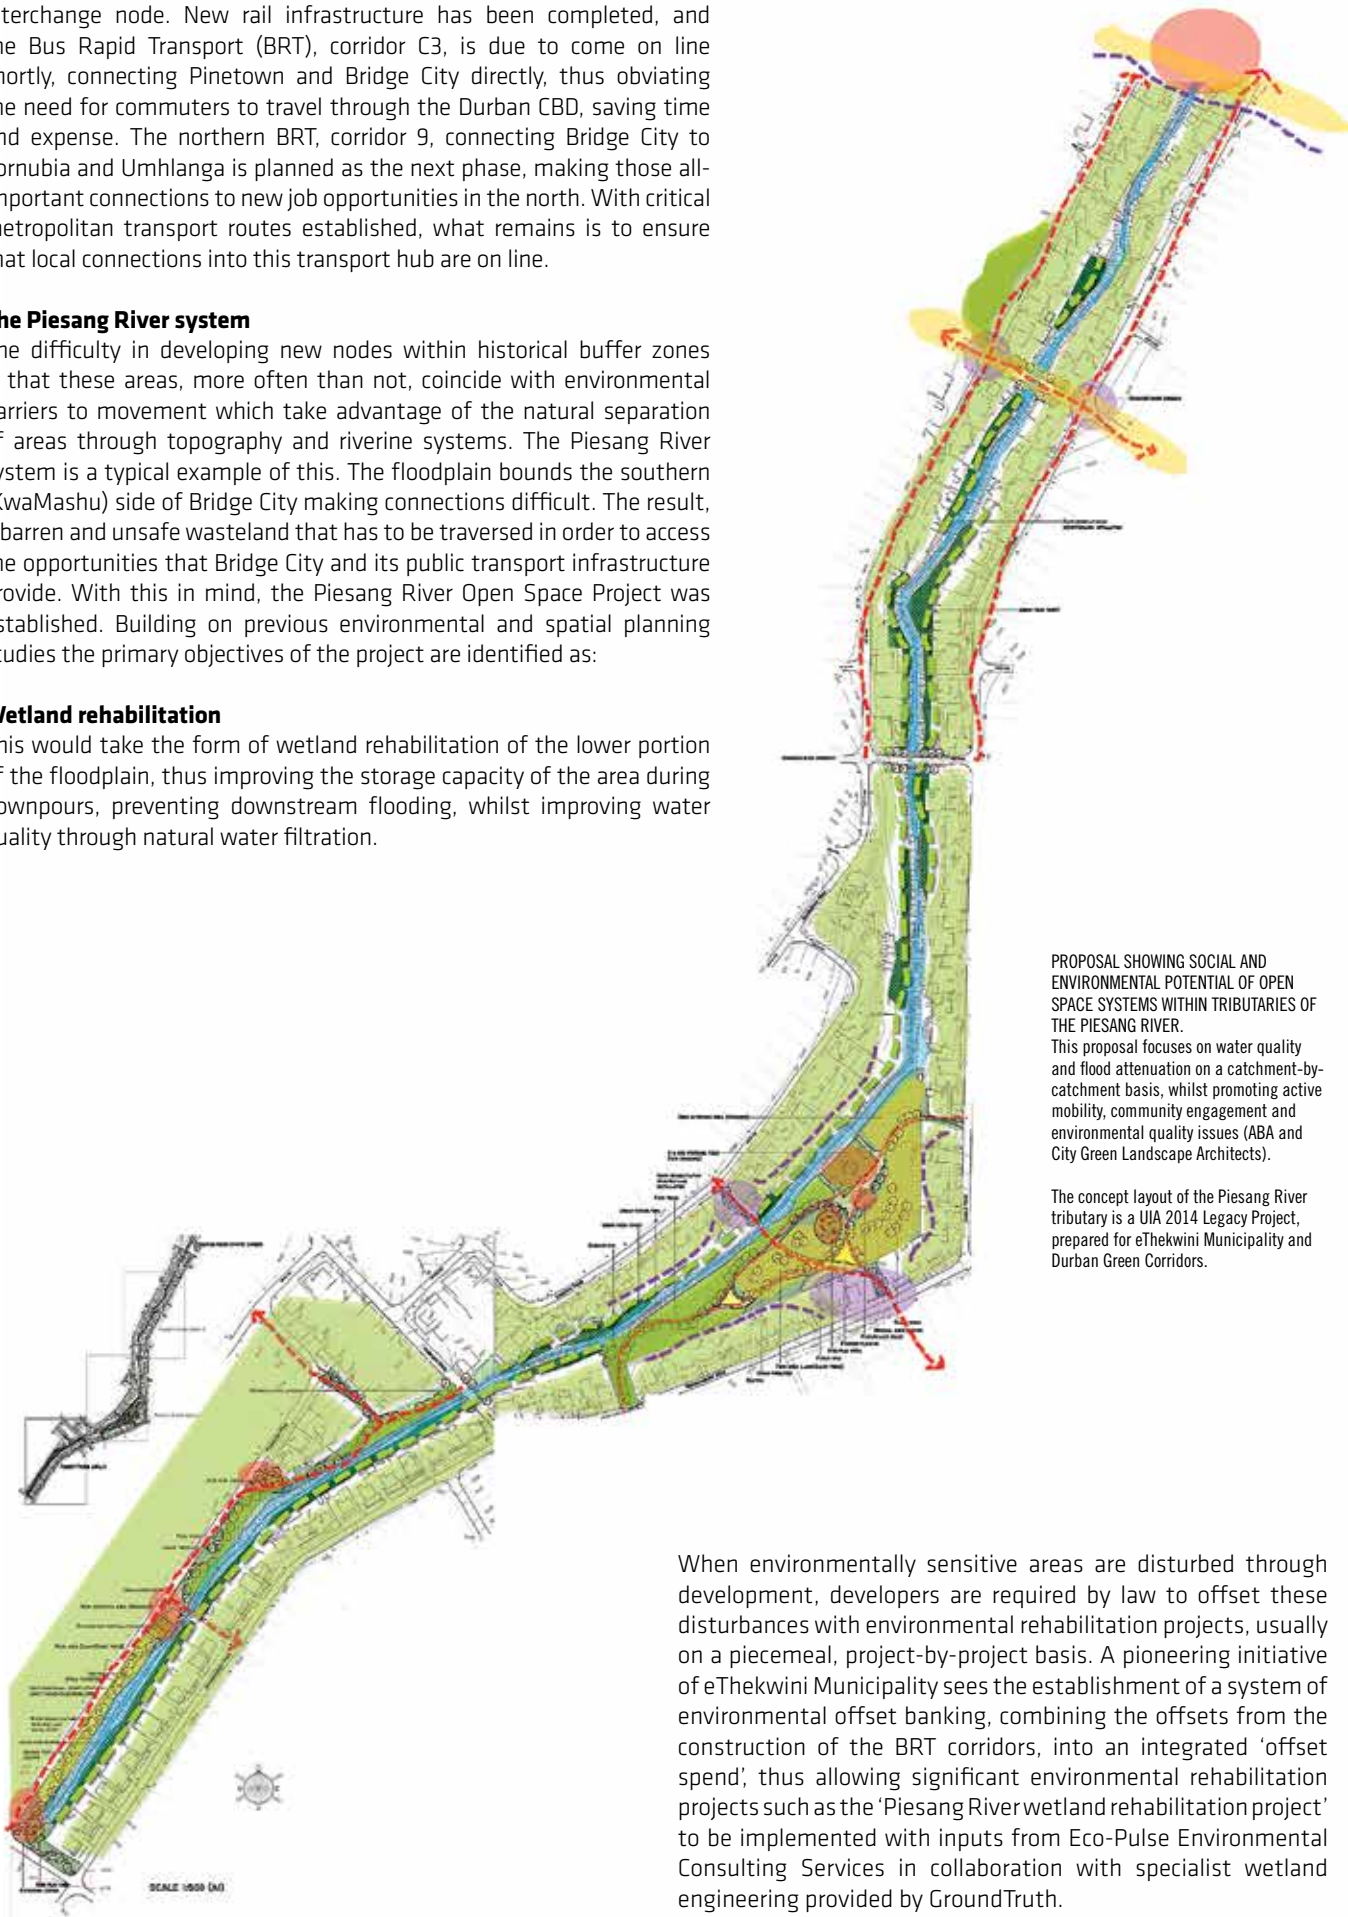 terchange node. New rail infrastructure has been completed, and
he Bus Rapid Transport (BRT), corridor C3, is due to come on line
hortly, connecting Pinetown and Bridge City directly, thus obviating
he need for commuters to travel through the Durban CBD, saving time
nd expense. The northern BRT, corridor 9, connecting Bridge City to
ornubia and Umhlanga is planned as the next phase, making those all-
mportant connections to new job opportunities in the north. With critical
metropolitan transport routes established, what remains is to ensure
hat local connections into this transport hub are on line.
he Piesang River system
he difficulty in developing new nodes within historical buffer zones
that these areas, more often than not, coincide with environmental
arriers to movement which take advantage of the natural separation
f areas through topography and riverine systems. The Piesang River
ystem is a typical example of this. The floodplain bounds the southern
KwaMashu) side of Bridge City making connections difficult. The result,
barren and unsafe wasteland that has to be traversed in order to access
he opportunities that Bridge City and its public transport infrastructure
rovide. With this in mind, the Piesang River Open Space Project was
stablished. Building on previous environmental and spatial planning
tudies the primary objectives of the project are identified as:
Wetland rehabilitation
his would take the form of wetland rehabilitation of the lower portion
f the floodplain, thus improving the storage capacity of the area during
ownpours, preventing downstream flooding, whilst improving water
uality through natural water filtration.
PROPOSAL SHOWING SOCIAL AND
ENVIRONMENTAL POTENTIAL OF OPEN
SPACE SYSTEMS WITHIN TRIBUTARIES OF
THE PIESANG RIVER.
This proposal focuses on water quality
and flood attenuation on a catchment-by-
catchment basis, whilst promoting active
mobility, community engagement and
environmental quality issues (ABA and
City Green Landscape Architects).
The concept layout of the Piesang River
tributary is a UIA 2014 Legacy Project,
prepared for eThekwini Municipality and
Durban Green Corridors.
SCALE 1:500 (A1)
When environmentally sensitive areas are disturbed through
development, developers are required by law to offset these
disturbances with environmental rehabilitation projects, usually
on a piecemeal, project-by-project basis. A pioneering initiative
of eThekwini Municipality sees the establishment of a system of
environmental offset banking, combining the offsets from the
construction of the BRT corridors, into an integrated ‘offset
spend’, thus allowing significant environmental rehabilitation
projects such as the ‘Piesang River wetland rehabilitation project’
to be implemented with inputs from Eco-Pulse Environmental
Consulting Services in collaboration with specialist wetland
engineering provided by GroundTruth.